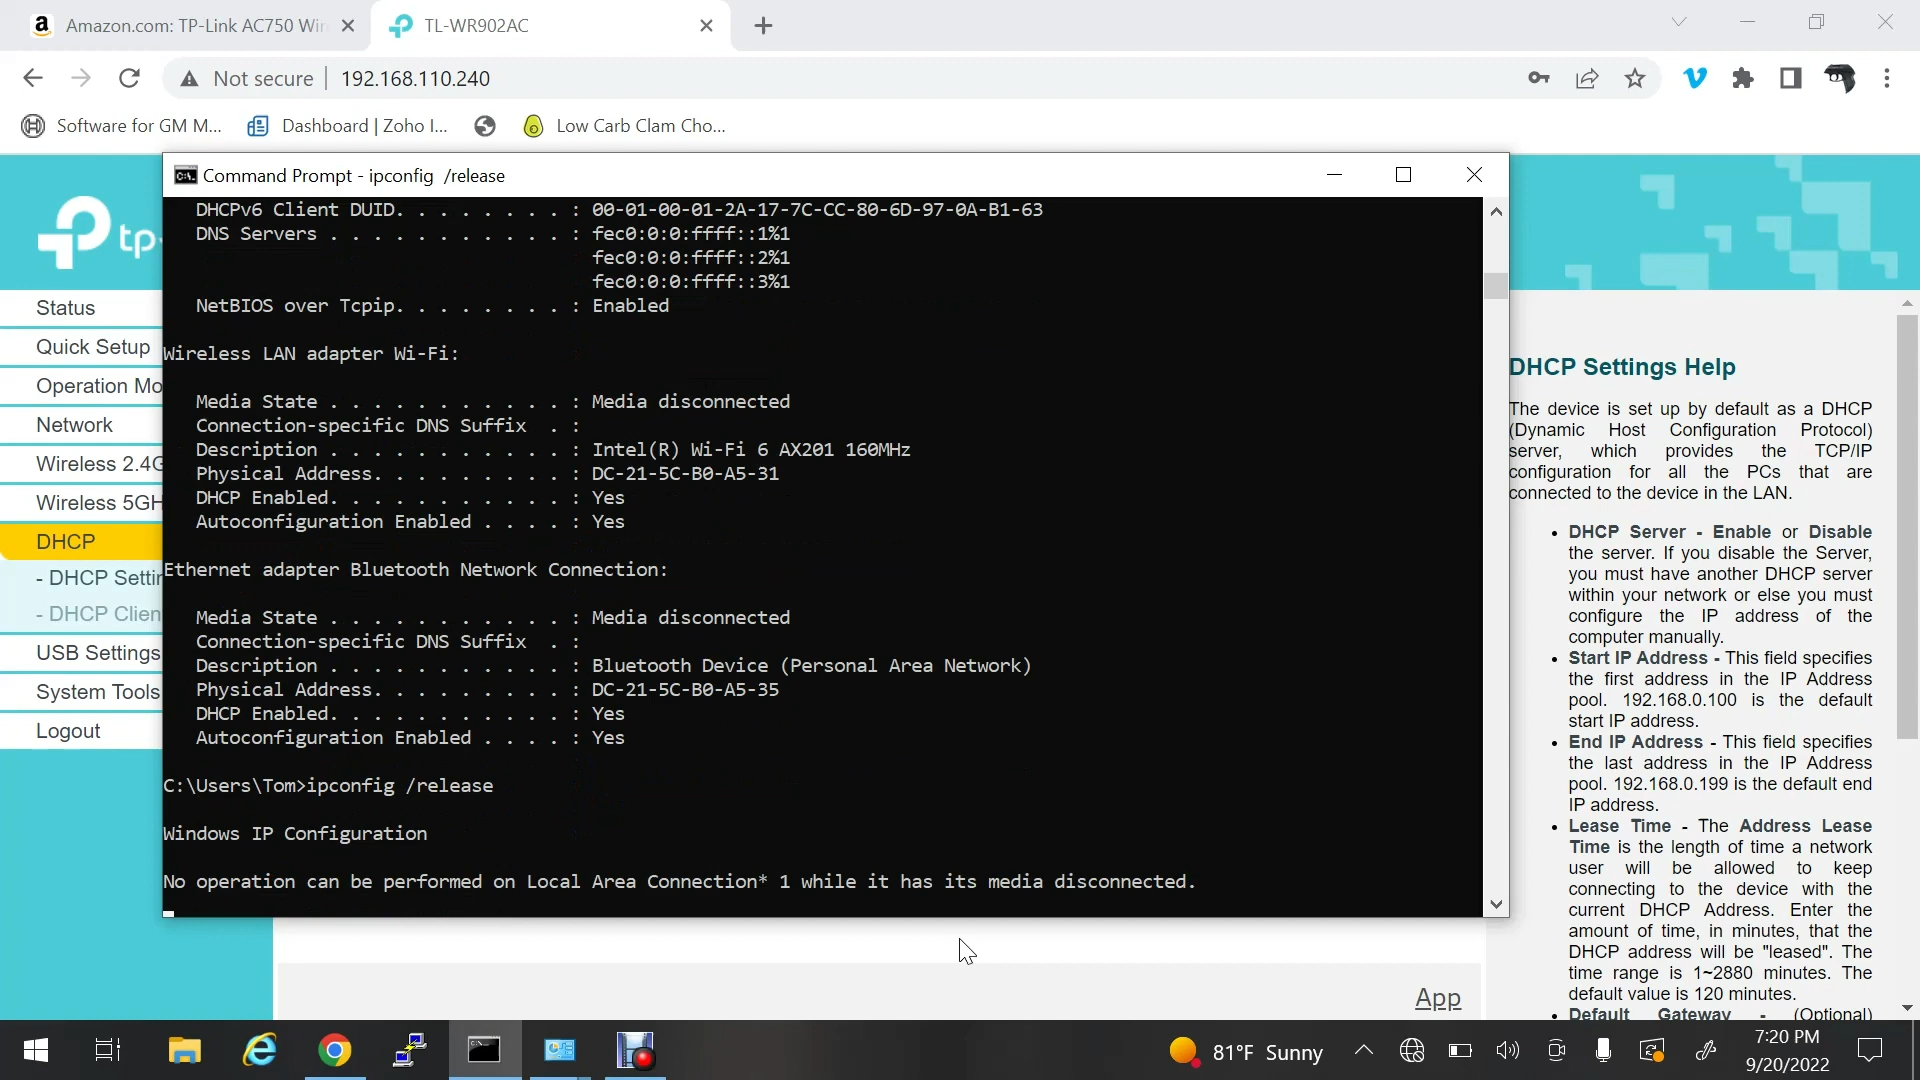 Amazon.com: TP-Link AC750 Wir
TL-WR902AC
Not secure
192.168.110.240
Software for GM M...
Dashboard | Zoho I...
Low Carb Clam Cho...
Command Prompt - ipconfig  /release
DHCPv6 Client DUID. . . . . . . . : 00-01-00-01-2A-17-7C-CC-80-6D-97-0A-B1-63
DNS Servers . . . . . . . . . . . : fec0:0:0:ffff::1%1
fec0:0:0:ffff::2%1
fec0:0:0:ffff::3%1
NetBIOS over Tcpip. . . . . . . . : Enabled
Wireless LAN adapter Wi-Fi:
Media State . . . . . . . . . . . : Media disconnected
Connection-specific DNS Suffix  . :
Description . . . . . . . . . . . : Intel(R) Wi-Fi 6 AX201 160MHz
Physical Address. . . . . . . . . : DC-21-5C-B0-A5-31
DHCP Enabled. . . . . . . . . . . : Yes
Autoconfiguration Enabled . . . . : Yes
Ethernet adapter Bluetooth Network Connection:
Media State . . . . . . . . . . . : Media disconnected
Connection-specific DNS Suffix  . :
Description . . . . . . . . . . . : Bluetooth Device (Personal Area Network)
Physical Address. . . . . . . . . : DC-21-5C-B0-A5-35
DHCP Enabled. . . . . . . . . . . : Yes
Autoconfiguration Enabled . . . . : Yes
C:\Users\Tom>ipconfig /release
Windows IP Configuration
No operation can be performed on Local Area Connection* 1 while it has its media disconnected.
tp-
Status
Quick Setup
Operation Mo
Network
Wireless 2.4G
Wireless 5GH
DHCP
- DHCP Settin
- DHCP Clien
USB Settings
System Tools
Logout
DHCP Settings Help
The device is set up by default as a DHCP
(Dynamic Host Configuration Protocol)
server, which provides the TCP/IP
configuration for all the PCs that are
connected to the device in the LAN.
• DHCP Server - Enable or Disable
the server. If you disable the Server,
you must have another DHCP server
within your network or else you must
configure the IP address of the
computer manually.
• Start IP Address - This field specifies
the first address in the IP Address
pool. 192.168.0.100 is the default
start IP address.
• End IP Address - This field specifies
the last address in the IP Address
pool. 192.168.0.199 is the default end
IP address.
• Lease Time - The Address Lease
Time is the length of time a network
user will be allowed to keep
connecting to the device with the
current DHCP Address. Enter the
amount of time, in minutes, that the
DHCP address will be "leased". The
time range is 1~2880 minutes. The
default value is 120 minutes.
• Default Gateway - (Optional)
App
81°F Sunny
7:20 PM
9/20/2022